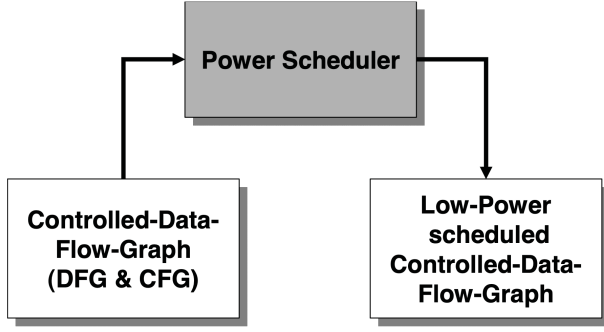 Power Scheduler
Controlled-Data-
Flow-Graph
(DFG & CFG)
Low-Power
scheduled
Controlled-Data-
Flow-Graph